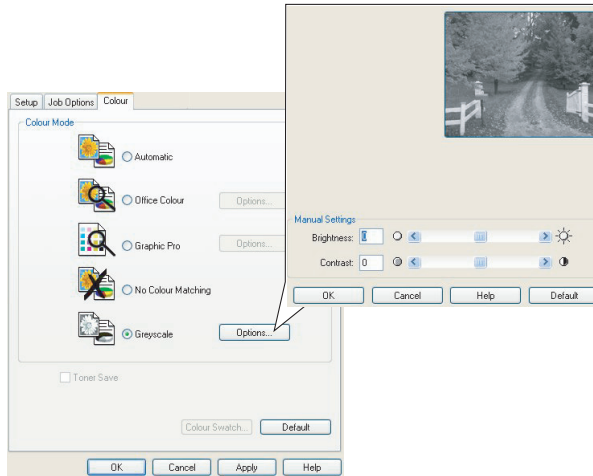 Setup Job Options Colour
Colour Mode
Automatic
Office Colour Options...
Graphic Pro Options...
No Colour Matching
Greyscale Options...
Toner Save
Colour Swatch... Default
OK Cancel Apply Help
Manual Settings
Brightness: 0
Contrast: 0
OK Cancel Help Default